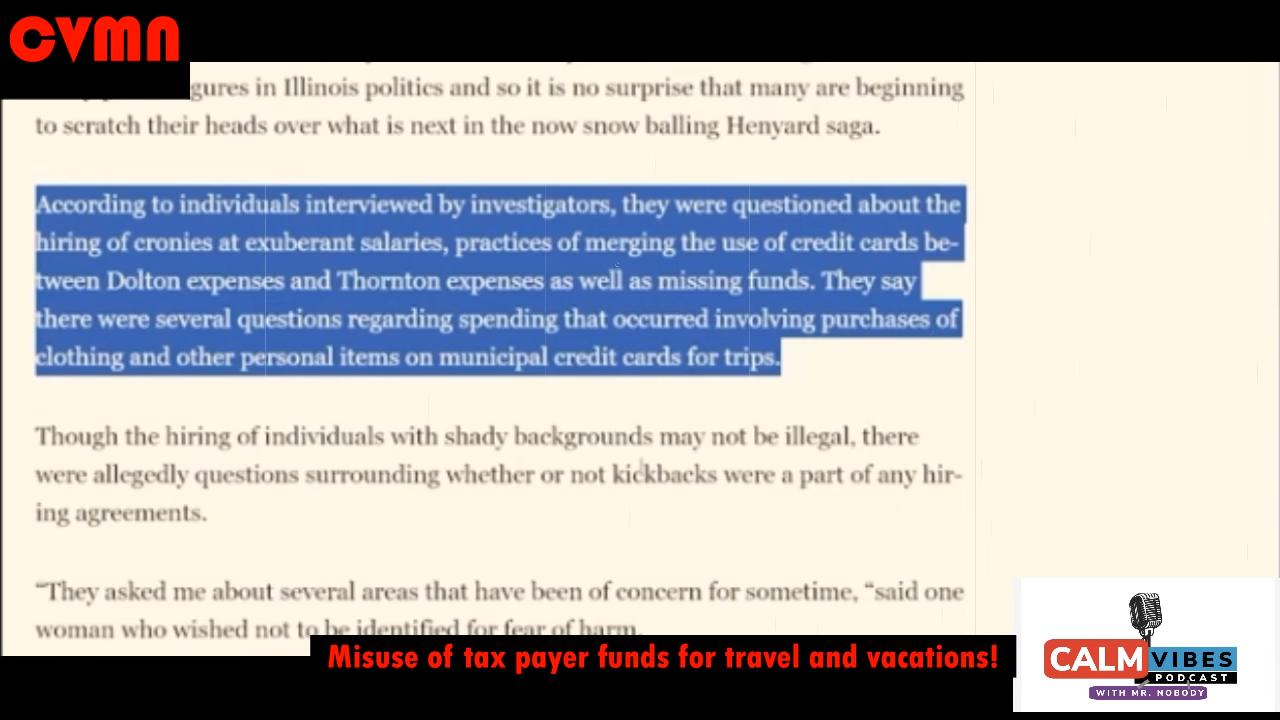 CVMN
gures in Illinois politics and so it is no surprise that many are beginning
to scratch their heads over what is next in the now snow balling Henyard saga.
According to individuals interviewed by investigators, they were questioned about the
hiring of cronies at exuberant salaries, practices of merging the use of credit cards be-
tween Dolton expenses and Thornton expenses as well as missing funds. They say
there were several questions regarding spending that occurred involving purchases of
clothing and other personal items on municipal credit cards for trips.
Though the hiring of individuals with shady backgrounds may not be illegal, there
were allegedly questions surrounding whether or not kickbacks were a part of any hir-
ing agreements.
“They asked me about several areas that have been of concern for sometime, “said one
woman who wished not to be identified for fear of harm.
Misuse of tax payer funds for travel and vacations!
CALM VIBES
PODCAST
WITH MR. NOBODY